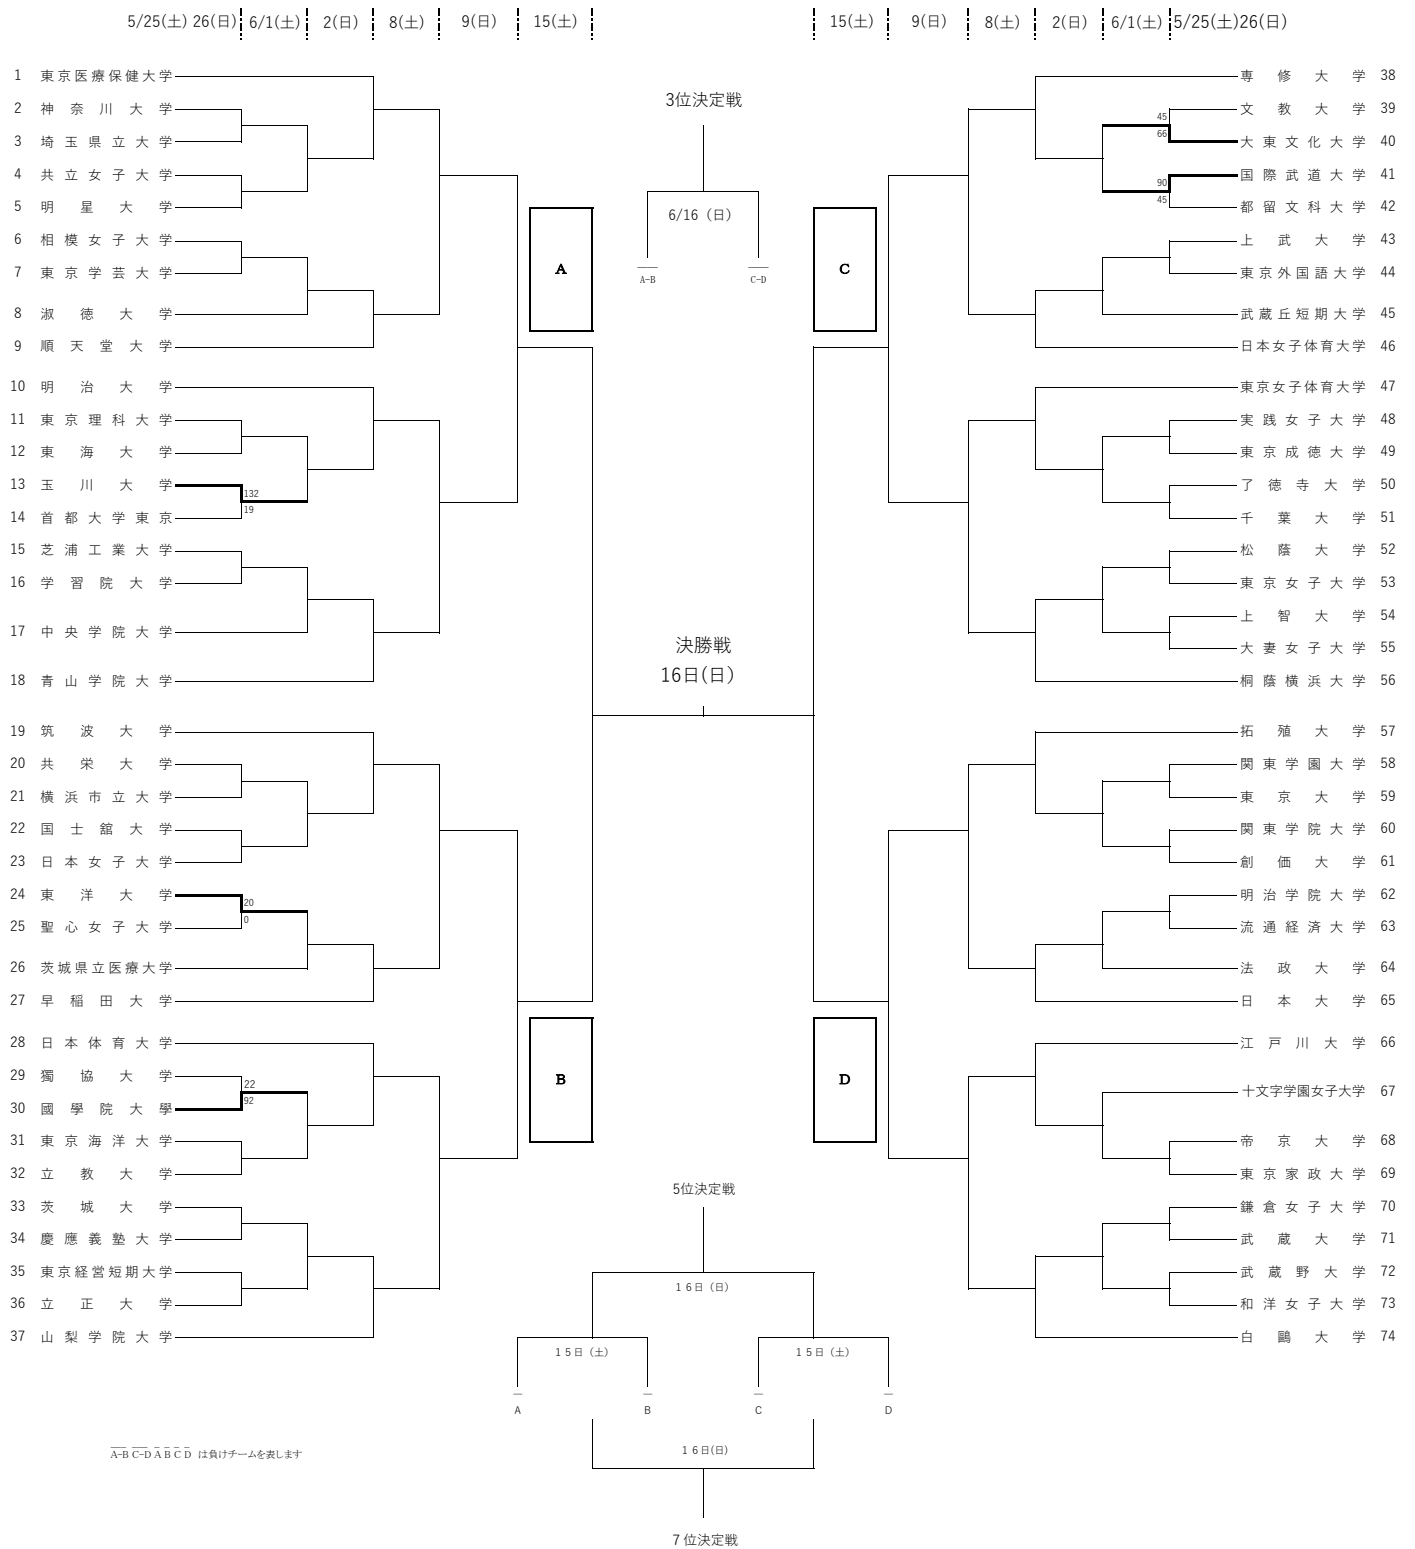 5/25(土) 26(日) 6/1(土) 2(日) 8(土) 9(日) 15(土) 15(土) 9(日) 8(土) 2(日) 6/1(土) 5/25(土)26(日)
1 東京医療保健大学
2 神奈川大学
3 埼玉県立大学
4 共立女子大学
5 明星大学
6 相模女子大学
7 東京学芸大学
8 淑徳大学
9 順天堂大学
10 明治大学
11 東京理科大学
12 東海大学
13 玉川大学
132
19
14 首都大学東京
15 芝浦工業大学
16 学習院大学
17 中央学院大学
18 青山学院大学
19 筑波大学
20 共栄大学
21 横浜市立大学
22 国士舘大学
23 日本女子大学
24 東洋大学
20
0
25 聖心女子大学
26 茨城県立医療大学
27 早稲田大学
28 日本体育大学
29 獨協大学
22
92
30 國學院大學
31 東京海洋大学
32 立教大学
33 茨城大学
34 慶應義塾大学
35 東京経営短期大学
36 立正大学
37 山梨学院大学
A
B
3位決定戦
6/16（日）
A-B C-D
決勝戦
16日(日)
C
D
専修大学 38
文教大学 39
45
66
大東文化大学 40
国際武道大学 41
90
45
都留文科大学 42
上武大学 43
東京外国語大学 44
武蔵丘短期大学 45
日本女子体育大学 46
東京女子体育大学 47
実践女子大学 48
東京成徳大学 49
了徳寺大学 50
千葉大学 51
松蔭大学 52
東京女子大学 53
上智大学 54
大妻女子大学 55
桐蔭横浜大学 56
拓殖大学 57
関東学園大学 58
東京大学 59
関東学院大学 60
創価大学 61
明治学院大学 62
流通経済大学 63
法政大学 64
日本大学 65
江戸川大学 66
十文字学園女子大学 67
帝京大学 68
東京家政大学 69
鎌倉女子大学 70
武蔵大学 71
武蔵野大学 72
和洋女子大学 73
白鷗大学 74
5位決定戦
16日（日）
15日（土） 15日（土）
A B C D
16日(日)
7位決定戦
A-B C-D A B C D は負けチームを表します